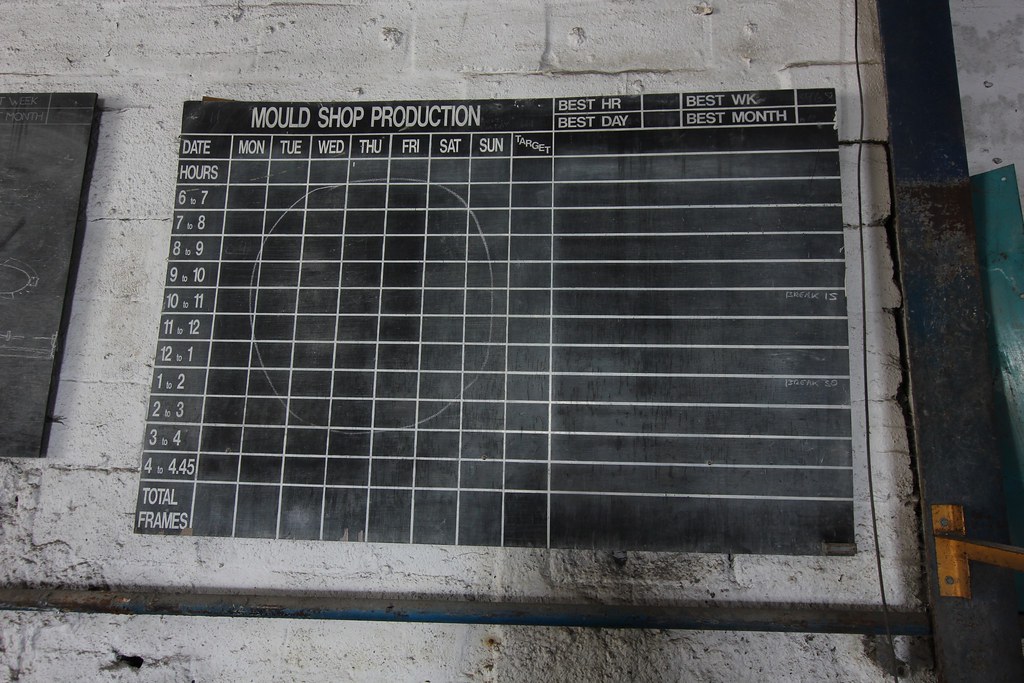 T WEEK
MONTH
MOULD SHOP PRODUCTION
BEST HR
BEST WK
BEST DAY
BEST MONTH
DATE MON TUE WED THU FRI SAT SUN TARGET
HOURS
6 to 7
7 to 8
8 to 9
9 to 10
10 to 11
BREAK 15
11 to 12
12 to 1
1 to 2
BREAK 30
2 to 3
3 to 4
4 to 4.45
TOTAL
FRAMES